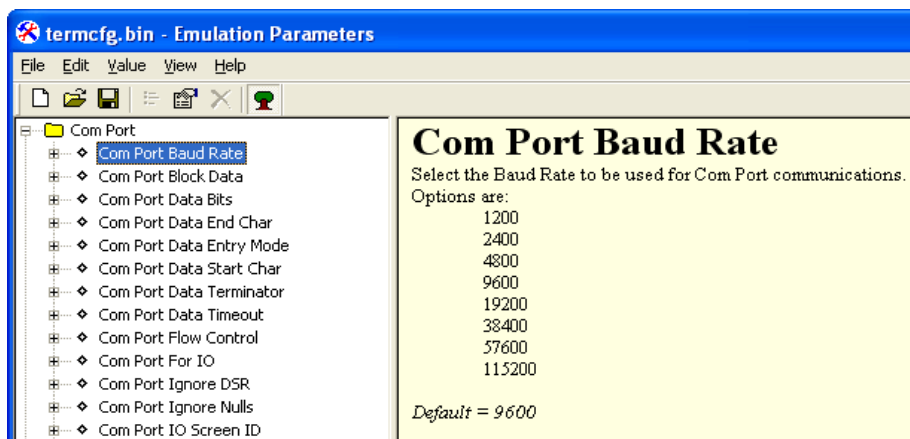 termcfg.bin - Emulation Parameters
File Edit Value View Help
Com Port
Com Port Baud Rate
Com Port Block Data
Com Port Data Bits
Com Port Data End Char
Com Port Data Entry Mode
Com Port Data Start Char
Com Port Data Terminator
Com Port Data Timeout
Com Port Flow Control
Com Port For IO
Com Port Ignore DSR
Com Port Ignore Nulls
Com Port IO Screen ID
Com Port Baud Rate
Select the Baud Rate to be used for Com Port communications.
Options are:
1200
2400
4800
9600
19200
38400
57600
115200
Default = 9600